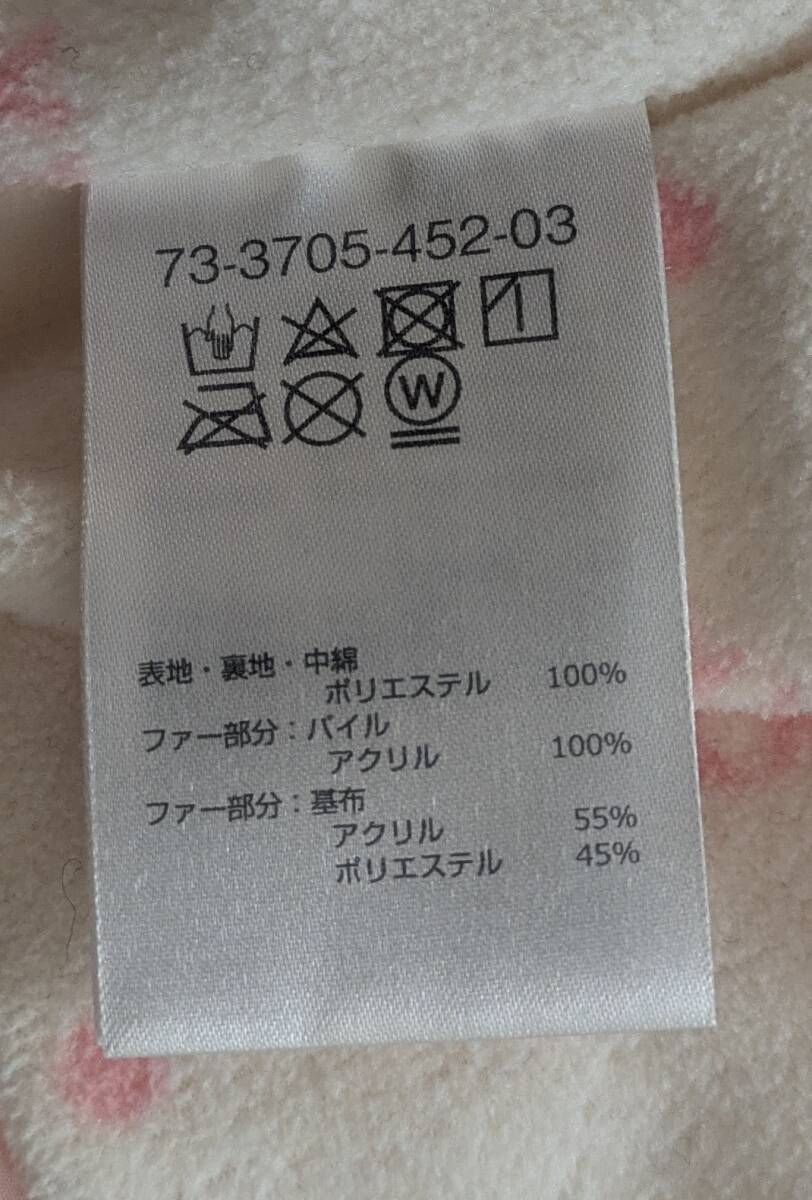 73-3705-452-03
W
表地・裏地・中綿
ポリエステル 100%
ファー部分：パイル
アクリル 100%
ファー部分：基布
アクリル 55%
ポリエステル 45%